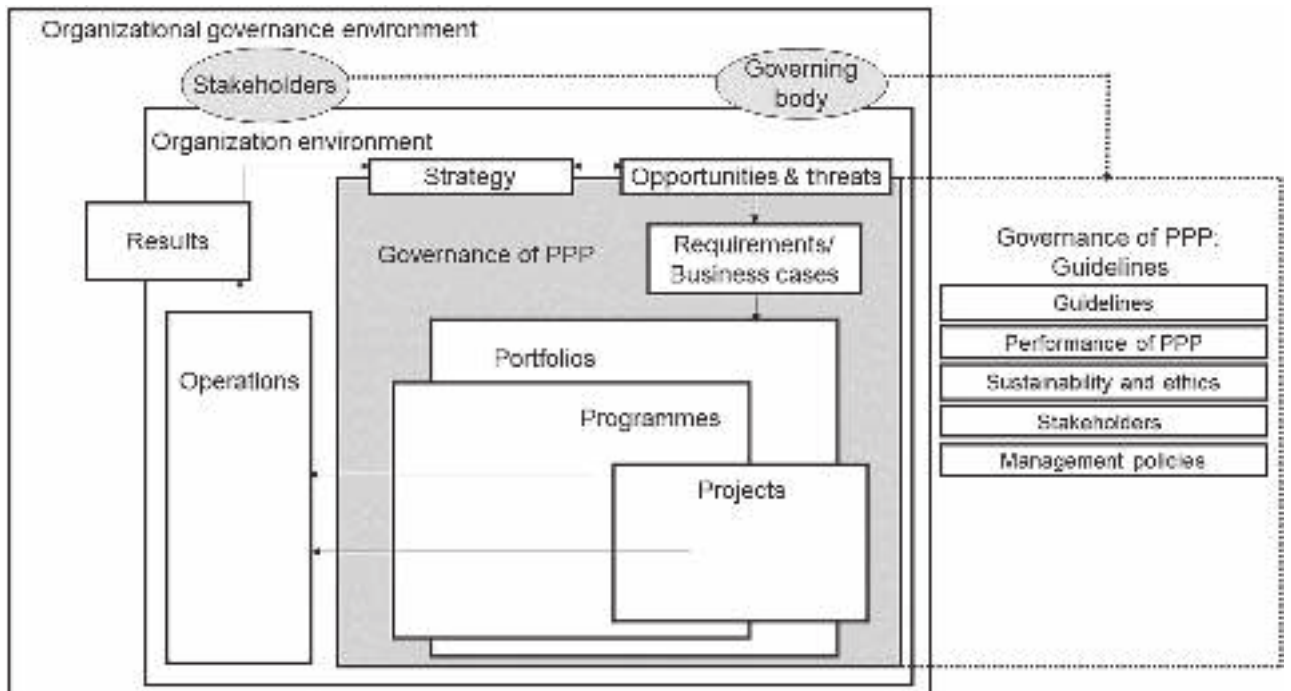 Organizational governance environment
Stakeholders
Governing
body
Organization environment
Strategy
Opportunities & threats
Results
Governance of PPP
Requirements/
Business cases
Governance of PPP:
Guidelines
Guidelines
Performance of PPP
Sustainability and ethics
Stakeholders
Management policies
Portfolios
Operations
Programmes
Projects